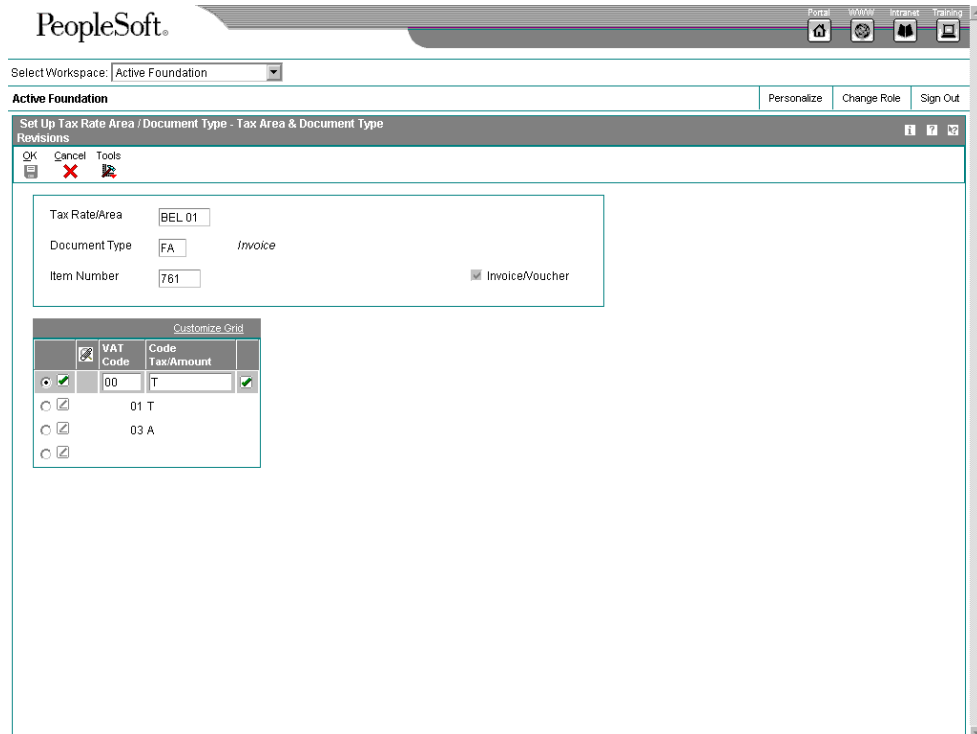 Portal WWW Intranet Training
PeopleSoft®
Select Workspace: Active Foundation
Active Foundation Personalize Change Role Sign Out
Set Up Tax Rate Area / Document Type - Tax Area & Document Type
Revisions
OK Cancel Tools
Tax Rate/Area BEL 01
Document Type FA Invoice
Item Number 761 Invoice/Voucher
Customize Grid
VAT Code
Code Tax/Amount
00 T
01 T
03 A